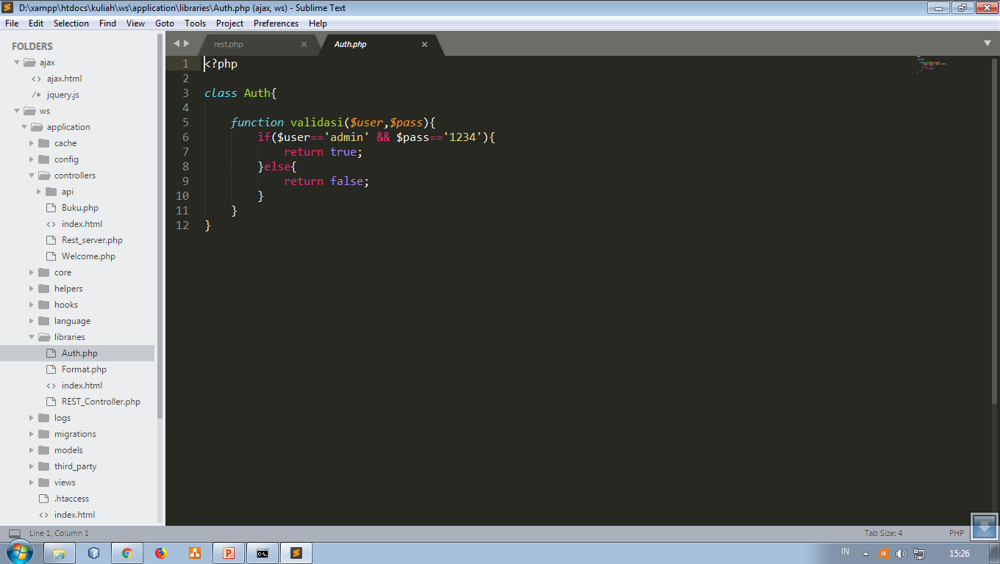 D:\xampp\htdocs\kuliah\ws\application\libraries\Auth.php (ajax, ws) - Sublime Text
File Edit Selection Find View Goto Tools Project Preferences Help
FOLDERS
ajax
<> ajax.html
/* jquery.js
ws
application
cache
config
controllers
api
Buku.php
<> index.html
Rest_server.php
Welcome.php
core
helpers
hooks
language
libraries
Auth.php
Format.php
<> index.html
REST_Controller.php
logs
migrations
models
third_party
views
.htaccess
<> index.html
rest.php × Auth.php ×
1 <?php
2
3 class Auth{
4
5     function validasi($user,$pass){
6         if($user=='admin' && $pass=='1234'){
7             return true;
8         }else{
9             return false;
10         }
11     }
12 }
Line 1, Column 1 Tab Size: 4 PHP
IN 15:26